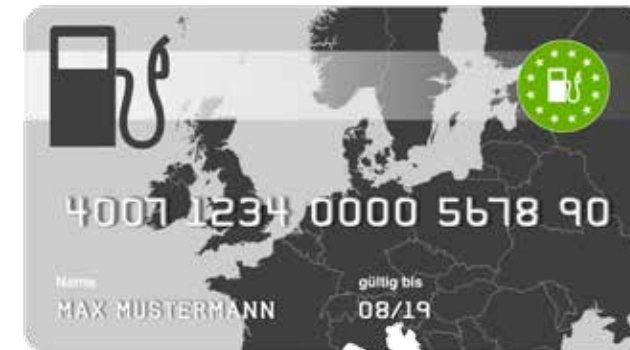 4007 1234 0000 5678 90
Name
gültig bis
MAX MUSTERMANN
08/19